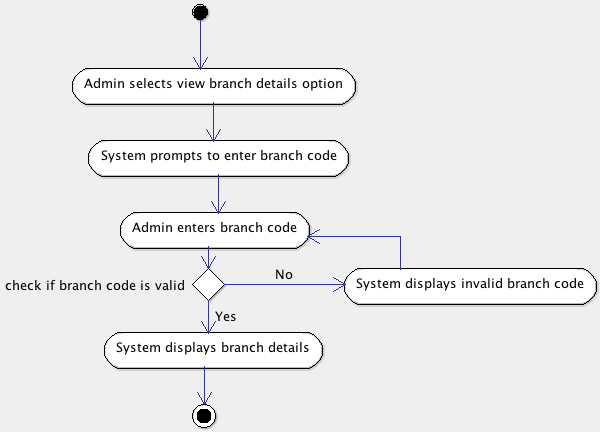 Admin selects view branch details option
System prompts to enter branch code
Admin enters branch code
No
check if branch code is valid
System displays invalid branch code
Yes
System displays branch details